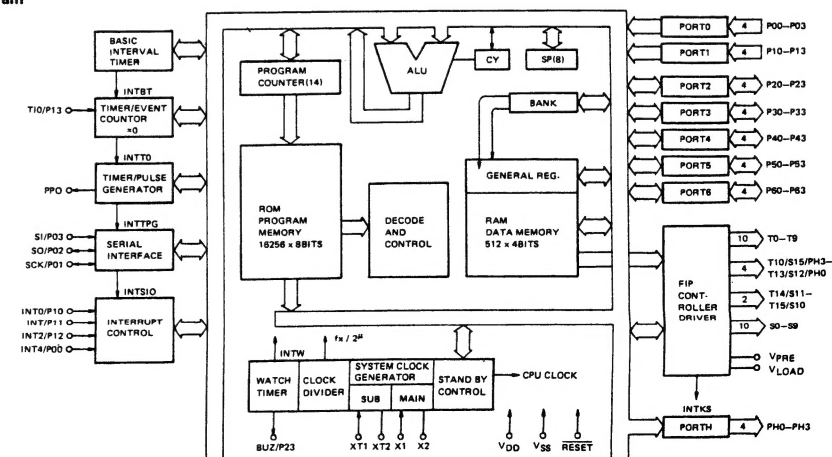 BASIC
INTERVAL
TIMER
INTBT
TI0/P13
TIMER/EVENT
COUNTOR
=0
INTT0
PPO
TIMER/PULSE
GENERATOR
INTTPG
SI/P03
SO/P02
SCK/P01
SERIAL
INTERFACE
INTSIO
INT0/P10
INT/P11
INT2/P12
INT4/P00
INTERRUPT
CONTROL
PROGRAM
COUNTER(14)
ALU
CY
SP(8)
BANK
GENERAL REG.
ROM
PROGRAM
MEMORY
16256 x 8BITS
DECODE
AND
CONTROL
RAM
DATA MEMORY
512 x 4BITS
INTW
fx / 2
WATCH
TIMER
CLOCK
DIVIDER
SYSTEM CLOCK
GENERATOR
SUB
MAIN
STAND BY
CONTROL
CPU CLOCK
BUZ/P23
XT1
XT2
X1
X2
VDD
VSS
RESET
PORT0
4
P00-P03
PORT1
4
P10-P13
PORT2
4
P20-P23
PORT3
4
P30-P33
PORT4
4
P40-P43
PORT5
4
P50-P53
PORT6
4
P60-P63
FIP
CONT-
ROLLER
DRIVER
10
T0-T9
4
T10/S15/PH3-
T13/S12/PH0
2
T14/S11-
T15/S10
10
S0-S9
VPRE
VLOAD
INTKS
PORTH
4
PH0-PH3